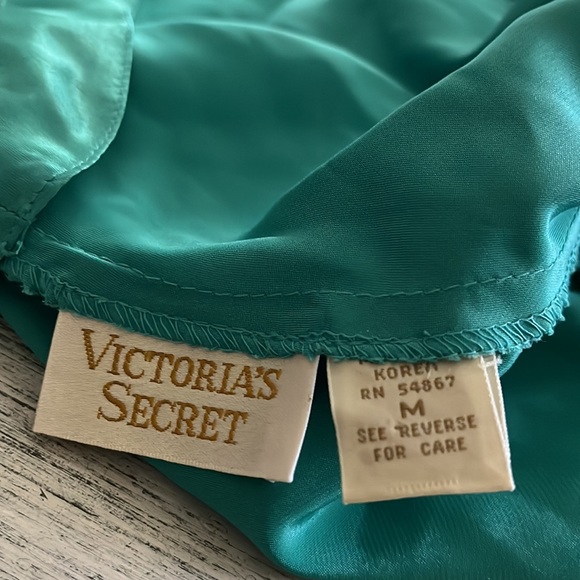 VICTORIA'S
SECRET
KOREA
RN 54867
M
SEE REVERSE
FOR CARE